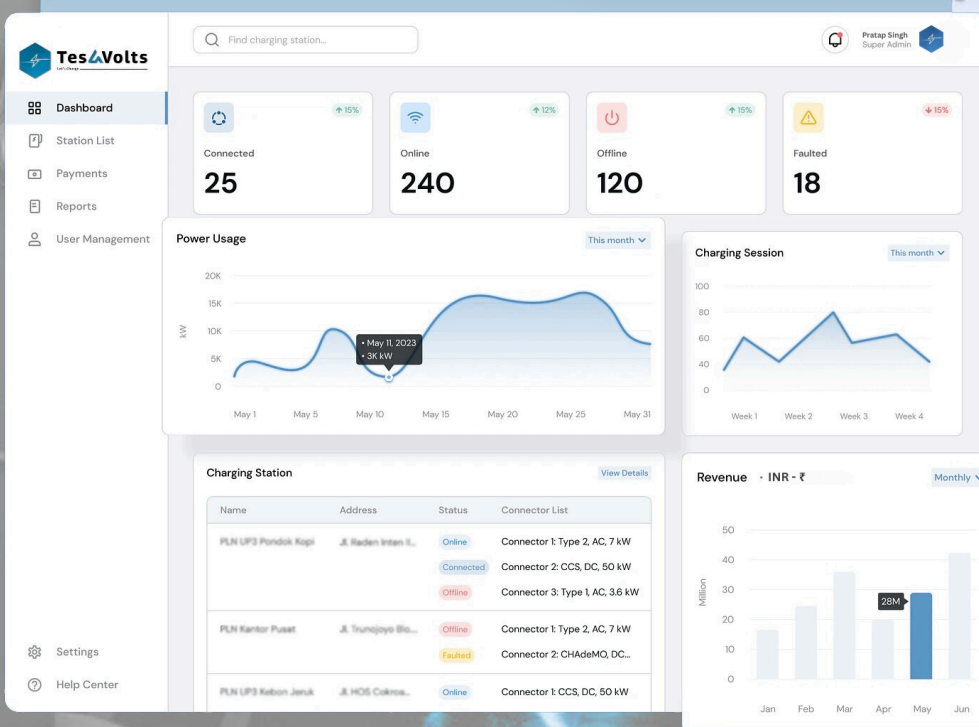 Find charging station...
Pratap Singh
Super Admin
Tes Volts
Dashboard
Station List
Payments
Reports
User Management
Settings
Help Center
15%
Connected
25
12%
Online
240
15%
Offline
120
15%
Faulted
18
Power Usage
This month
20K
15K
10K
5K
0
kW
• May 11, 2023
• 3K kW
May 1 May 5 May 10 May 15 May 20 May 25 May 31
Charging Session
This month
100
80
60
40
0
Week 1 Week 2 Week 3 Week 4
Charging Station
View Details
Name Address Status Connector List
PLN UP3 Pondok Kopi Jl. Raden Inten II... Online Connector 1: Type 2, AC, 7 kW
Connected Connector 2: CCS, DC, 50 kW
Offline Connector 3: Type 1, AC, 3.6 kW
PLN Kantor Pusat Jl. Trunojoyo Blo... Offline Connector 1: Type 2, AC, 7 kW
Faulted Connector 2: CHAdeMO, DC...
PLN UP3 Kebon Jeruk Jl. HOS Cokroa... Online Connector 1: CCS, DC, 50 kW
Revenue • INR - ₹
Monthly
50
40
30
20
10
0
Million
28M
Jan Feb Mar Apr May Jun